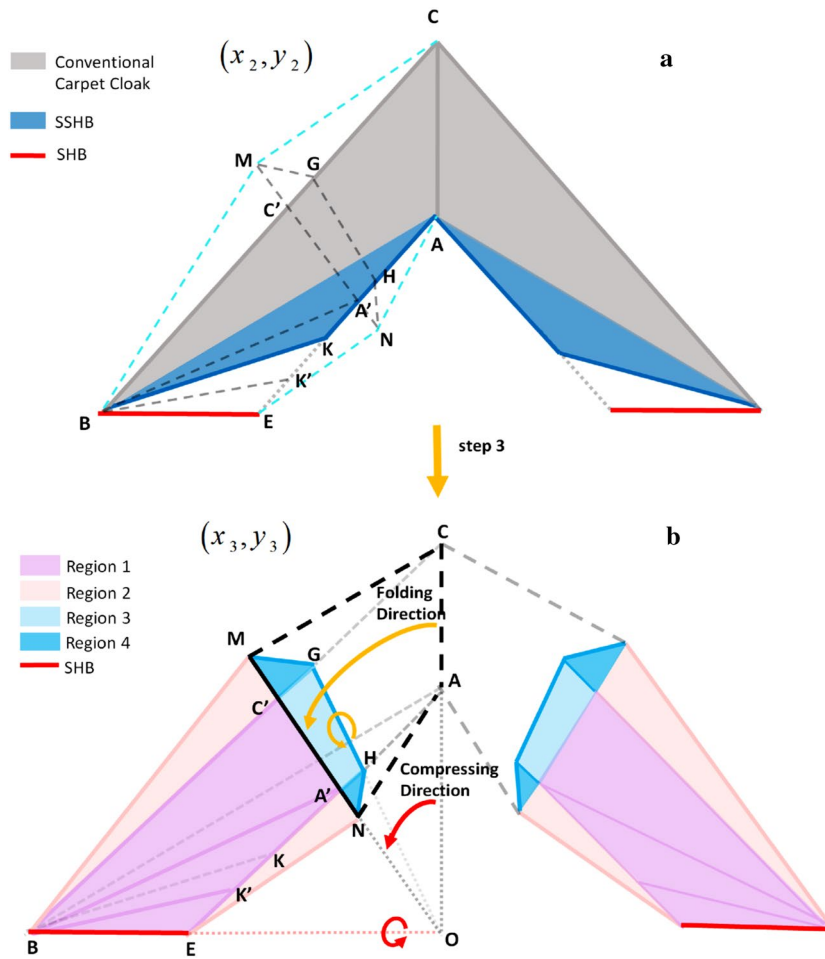 C
(x₂, y₂)
a
Conventional
Carpet Cloak
SSHB
SHB
M
G
C'
A
H
A'
N
K
K'
B
E
step 3
(x₃, y₃)
C
b
Region 1
Region 2
Region 3
Region 4
SHB
Folding
Direction
M
G
C'
A
H
Compressing
Direction
A'
N
K
K'
B
E
O